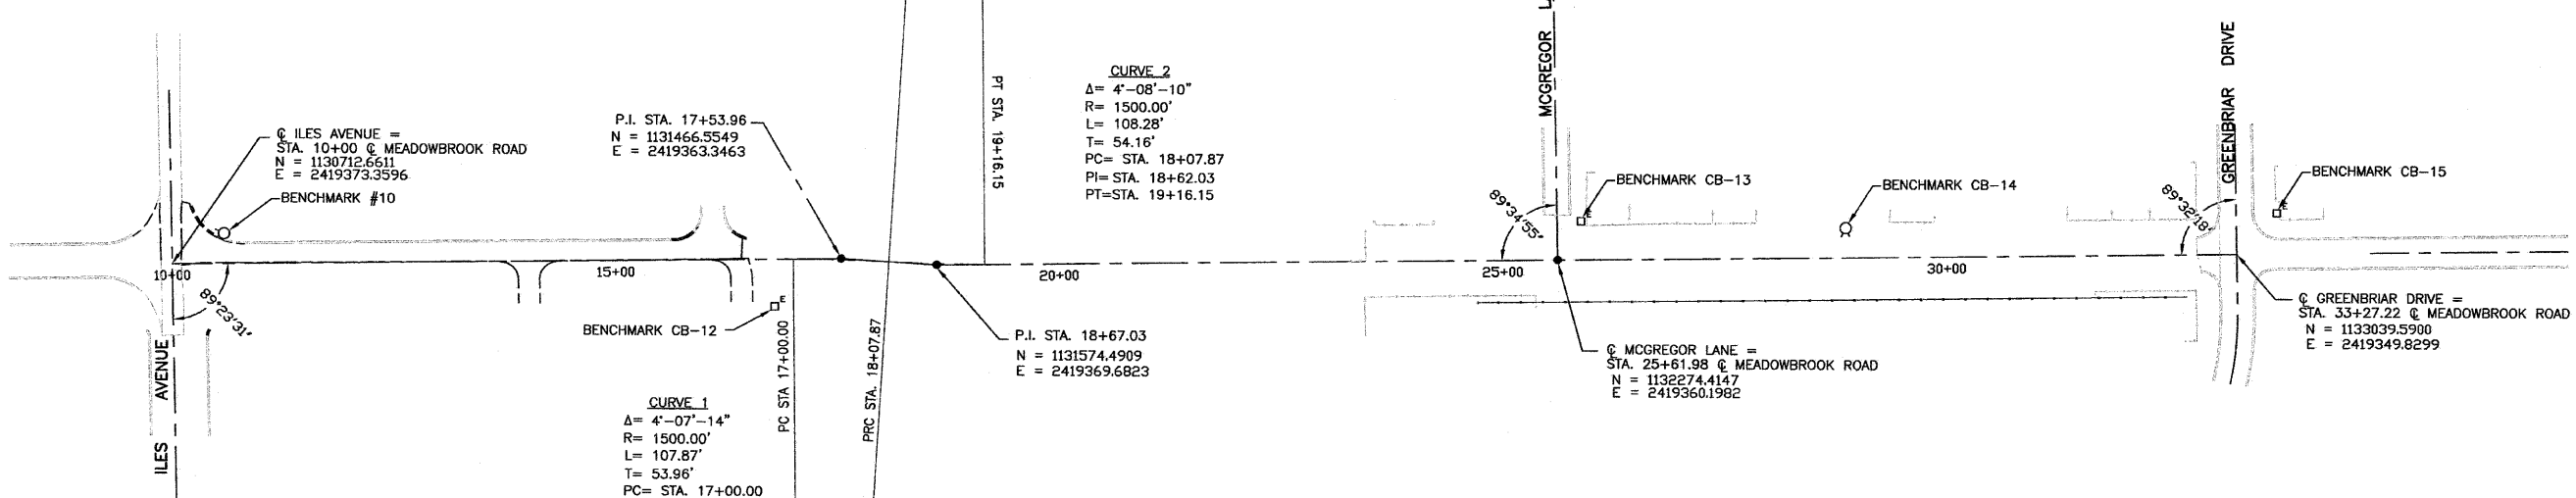 ℄ ILES AVENUE =
STA. 10+00 ℄ MEADOWBROOK ROAD
N = 1130712.6611
E = 2419373.3596
BENCHMARK #10
10+00
89°23'31"
ILES AVENUE
15+00
P.I. STA. 17+53.96
N = 1131466.5549
E = 2419363.3463
BENCHMARK CB-12
E
CURVE 1
Δ= 4°-07'-14"
R= 1500.00'
L= 107.87'
T= 53.96'
PC= STA. 17+00.00
PC STA 17+00.00
PRC STA. 18+07.87
PT STA. 19+16.15
CURVE 2
Δ= 4°-08'-10"
R= 1500.00'
L= 108.28'
T= 54.16'
PC= STA. 18+07.87
PI= STA. 18+62.03
PT=STA. 19+16.15
P.I. STA. 18+67.03
N = 1131574.4909
E = 2419369.6823
20+00
25+00
89°34'55"
MCGREGOR
BENCHMARK CB-13
E
℄ MCGREGOR LANE =
STA. 25+61.98 ℄ MEADOWBROOK ROAD
N = 1132274.4147
E = 2419360.1982
BENCHMARK CB-14
30+00
89°32'18"
GREENBRIAR DRIVE
BENCHMARK CB-15
E
℄ GREENBRIAR DRIVE =
STA. 33+27.22 ℄ MEADOWBROOK ROAD
N = 1133039.5900
E = 2419349.8299